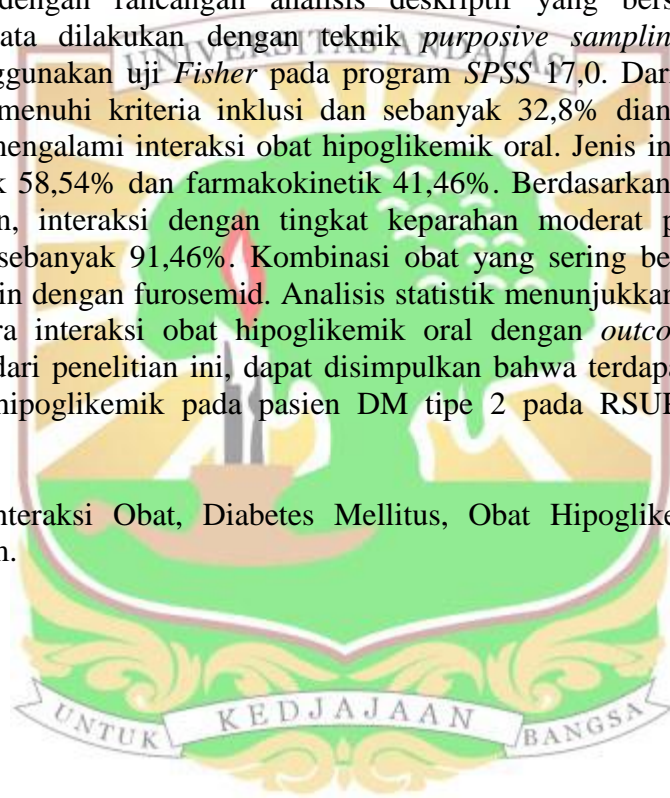 dengan rancangan analisis deskriptif yang bers
ata dilakukan dengan teknik purposive samplin
UNIVERSITAS ANDALAS
ggunakan uji Fisher pada program SPSS 17,0. Dari
menuhi kriteria inklusi dan sebanyak 32,8% dian
mengalami interaksi obat hipoglikemik oral. Jenis in
k 58,54% dan farmakokinetik 41,46%. Berdasarkan
n, interaksi dengan tingkat keparahan moderat p
sebanyak 91,46%. Kombinasi obat yang sering be
in dengan furosemid. Analisis statistik menunjukkan
ra interaksi obat hipoglikemik oral dengan outco
dari penelitian ini, dapat disimpulkan bahwa terdapa
hipoglikemik pada pasien DM tipe 2 pada RSUP
nteraksi Obat, Diabetes Mellitus, Obat Hipoglike
n.
UNTUK KEDJAJAAN BANGSA